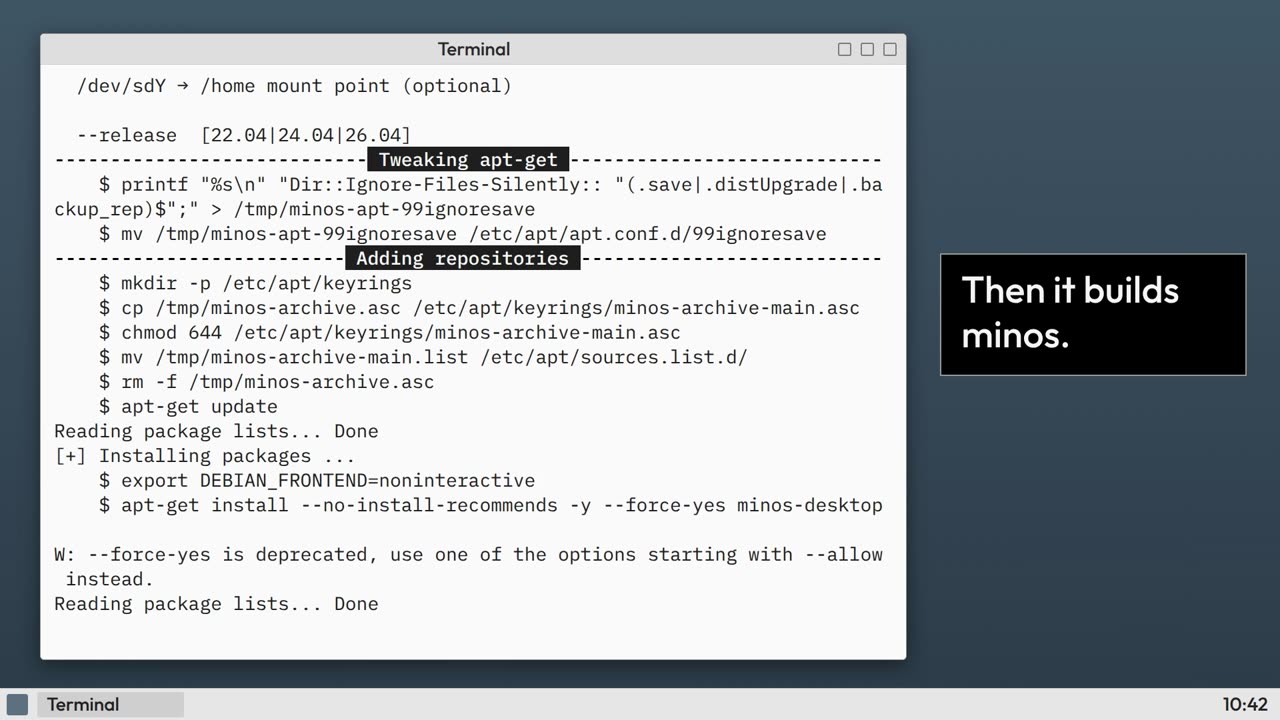 Terminal
/dev/sdY → /home mount point (optional)
--release  [22.04|24.04|26.04]
---------------------------- Tweaking apt-get ----------------------------
$ printf "%s\n" "Dir::Ignore-Files-Silently:: "(.save|.distUpgrade|.ba
ckup_rep)$";" > /tmp/minos-apt-99ignoresave
$ mv /tmp/minos-apt-99ignoresave /etc/apt/apt.conf.d/99ignoresave
-------------------------- Adding repositories ---------------------------
$ mkdir -p /etc/apt/keyrings
$ cp /tmp/minos-archive.asc /etc/apt/keyrings/minos-archive-main.asc
$ chmod 644 /etc/apt/keyrings/minos-archive-main.asc
$ mv /tmp/minos-archive-main.list /etc/apt/sources.list.d/
$ rm -f /tmp/minos-archive.asc
$ apt-get update
Reading package lists... Done
[+] Installing packages ...
$ export DEBIAN_FRONTEND=noninteractive
$ apt-get install --no-install-recommends -y --force-yes minos-desktop
W: --force-yes is deprecated, use one of the options starting with --allow
instead.
Reading package lists... Done
Then it builds
minos.
Terminal
10:42